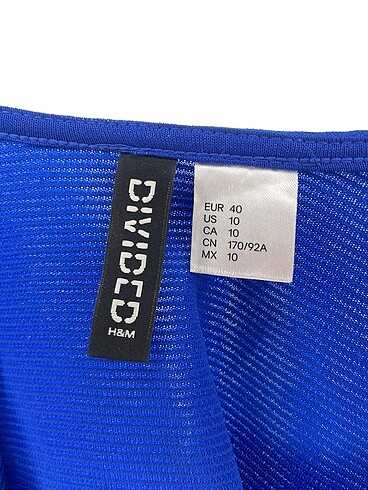 DIVIDED
H&M
EUR 40
US 10
CA 10
CN 170/92A
MX 10